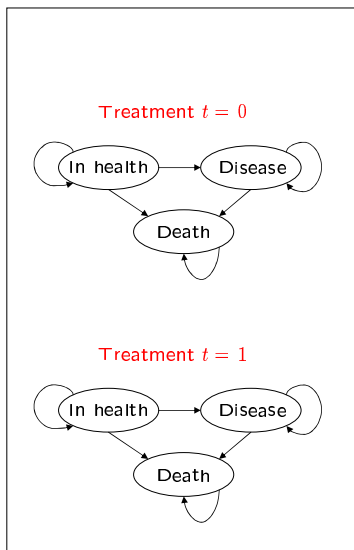 Treatment t = 0
In health Disease
Death
Treatment t = 1
In health Disease
Death